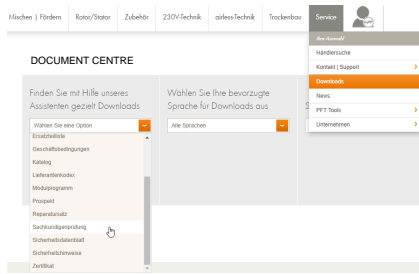 Mischen | Fördern Rotor/Stator Zubehör 230V-Technik airless-Technik Trockenbau Service
Ihre Auswahl
Händlersuche
Kontakt | Support
Downloads
News
PFT Tools
Unternehmen
DOCUMENT CENTRE
Finden Sie mit Hilfe unseres
Assistenten gezielt Downloads
Wählen Sie Ihre bevorzugte
Sprache für Downloads aus
S
Wählen Sie eine Option
Alle Sprachen
Ersatzteilliste
Geschäftsbedingungen
Katalog
Lieferantenkodex
Modulprogramm
Prospekt
Reparatursatz
Sachkundigenprüfung
Sicherheitsdatenblatt
Sicherheitshinweise
Zertifikat